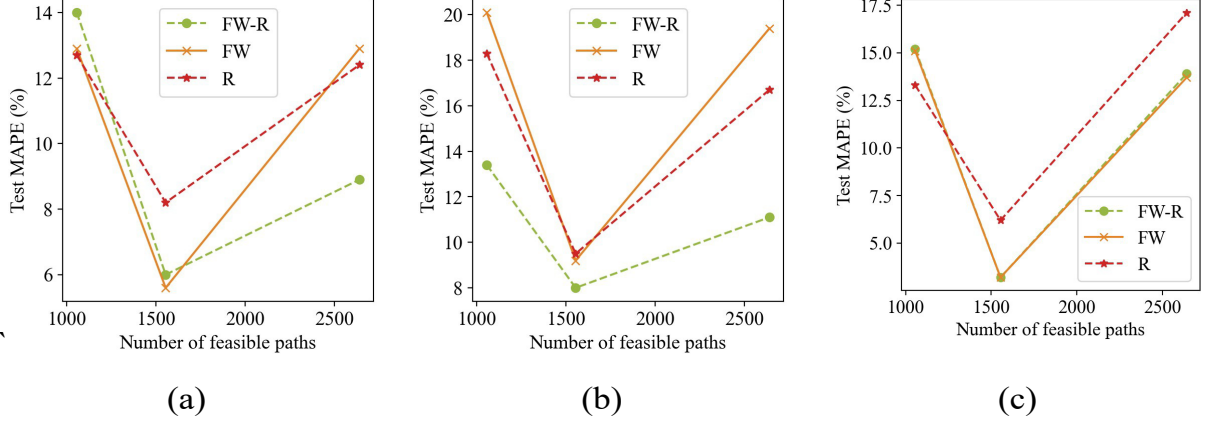 Test MAPE (%)
14
12
10
8
6
FW-R
FW
R
1000 1500 2000 2500
Number of feasible paths
(a)
Test MAPE (%)
20
18
16
14
12
10
8
FW-R
FW
R
1000 1500 2000 2500
Number of feasible paths
(b)
Test MAPE (%)
17.5
15.0
12.5
10.0
7.5
5.0
FW-R
FW
R
1000 1500 2000 2500
Number of feasible paths
(c)